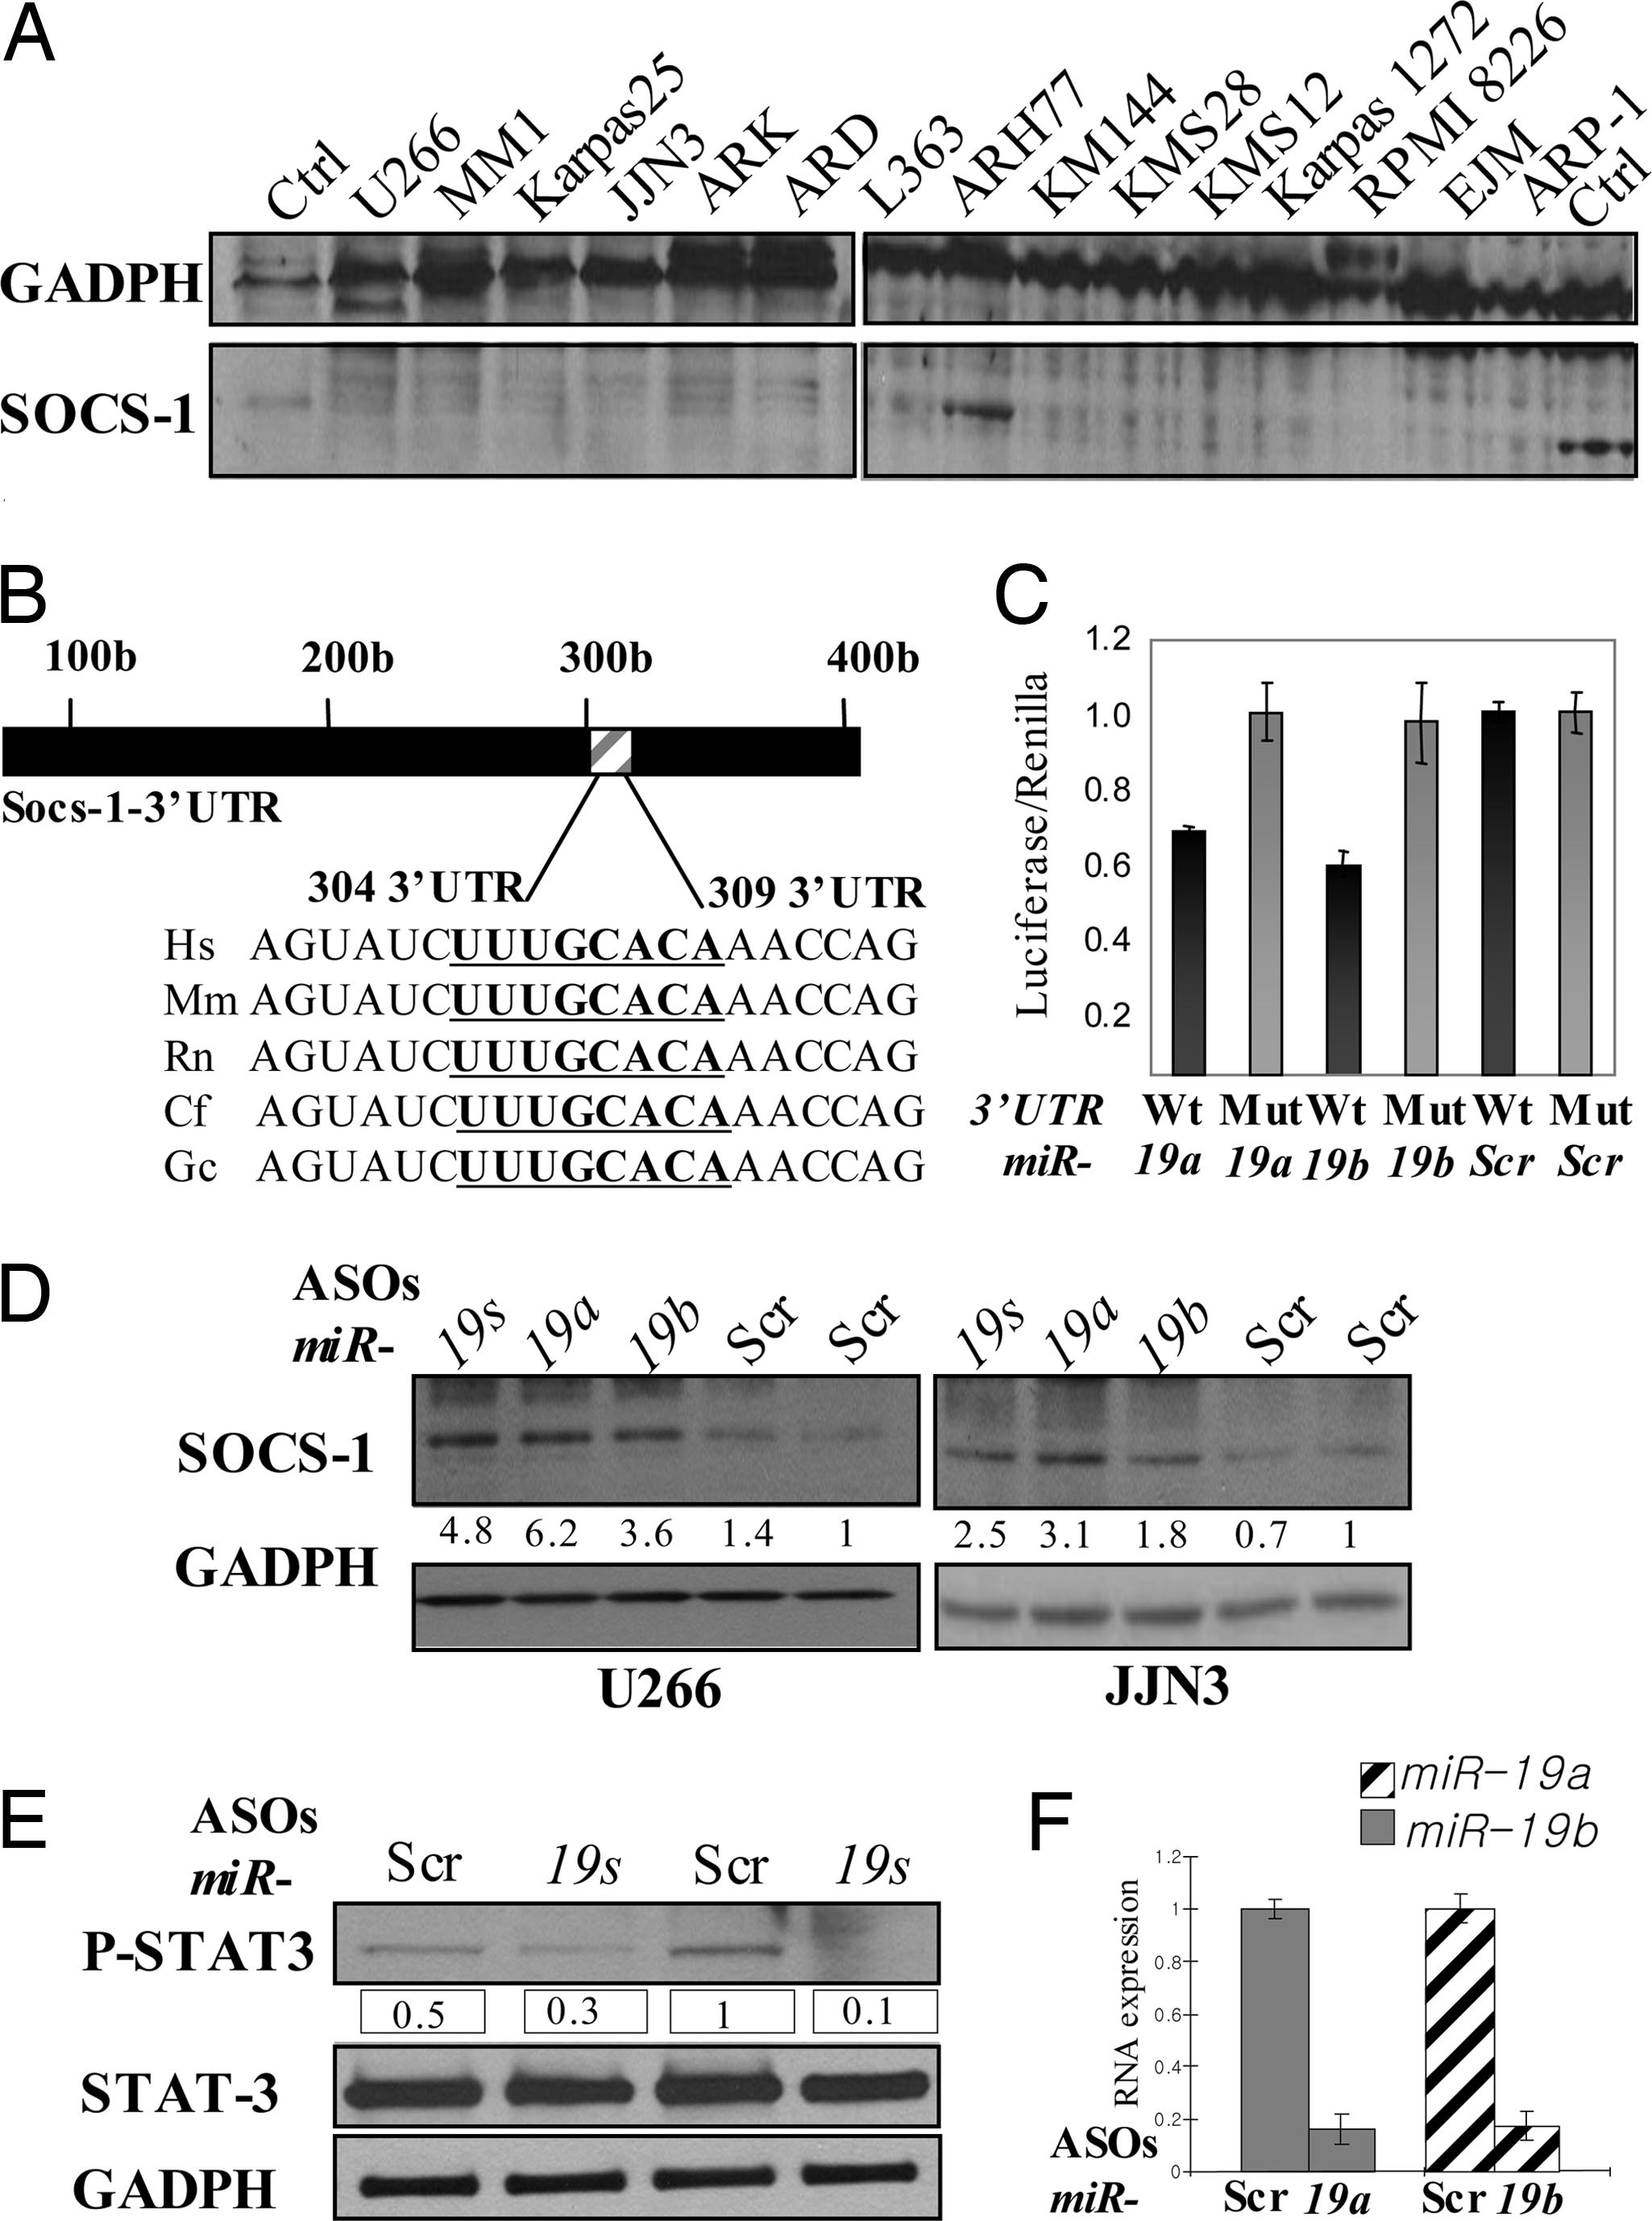 A
Ctrl U266 MM1 Karpas25 JJN3 ARK ARD L363 ARH77 KM144 KMS28 KMS12 Karpas 1272 RPMI 8226 EJM ARP-1 Ctrl
GADPH
SOCS-1
B
100b 200b 300b 400b
Socs-1-3’UTR
304 3’UTR 309 3’UTR
Hs AGUAUCUUUGCACAAACCAG
Mm AGUAUCUUUGCACAAACCAG
Rn AGUAUCUUUGCACAAACCAG
Cf AGUAUCUUUGCACAAACCAG
Gc AGUAUCUUUGCACAAACCAG
C
Luciferase/Renilla
1.2
1.0
0.8
0.6
0.4
0.2
3’UTR Wt Mut Wt Mut Wt Mut
miR- 19a 19a 19b 19b Scr Scr
D
ASOs
miR- 19s 19a 19b Scr Scr 19s 19a 19b Scr Scr
SOCS-1
4.8 6.2 3.6 1.4 1 2.5 3.1 1.8 0.7 1
GADPH
U266 JJN3
E
ASOs
miR- Scr 19s Scr 19s
P-STAT3
0.5 0.3 1 0.1
STAT-3
GADPH
F
miR-19a
miR-19b
RNA expression
1.2
1
0.8
0.6
0.4
0.2
0
ASOs
miR- Scr 19a Scr 19b